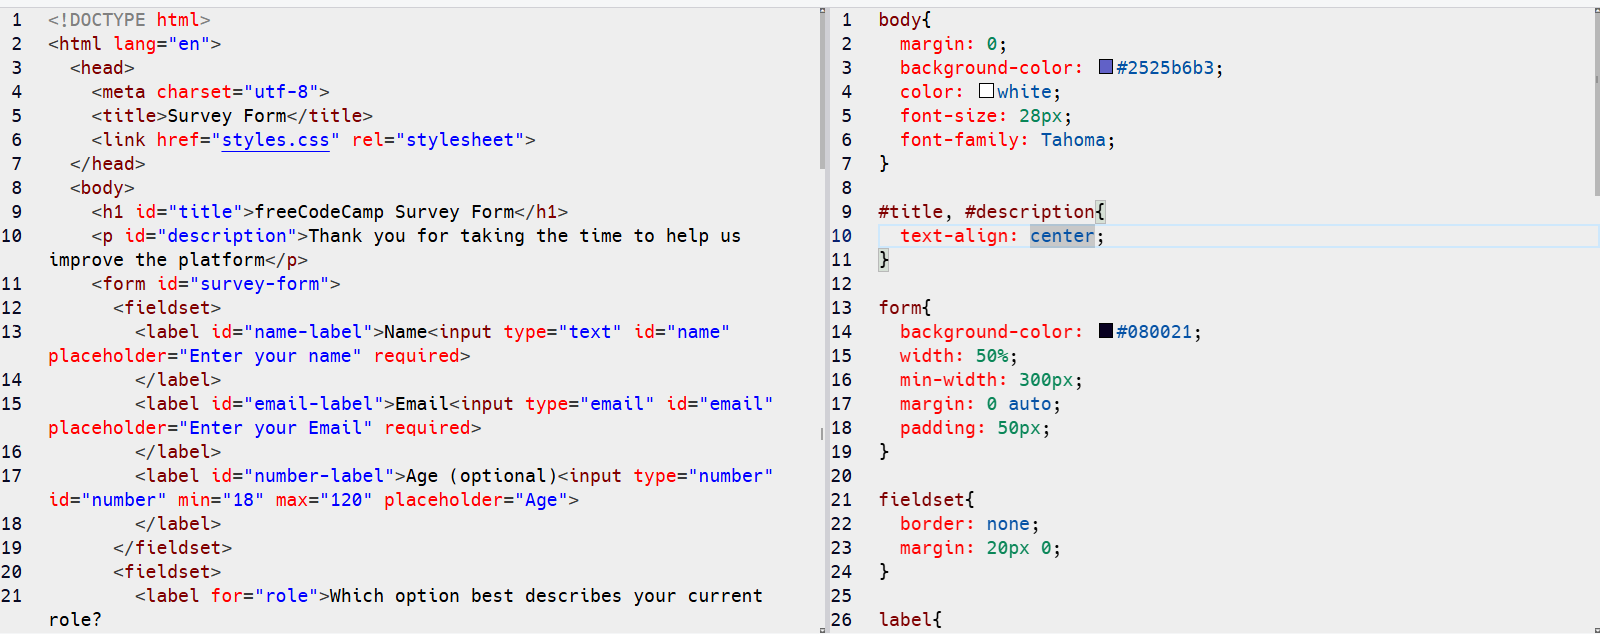 1 <!DOCTYPE html>
2 <html lang="en">
3 <head>
4 <meta charset="utf-8">
5 <title>Survey Form</title>
6 <link href="styles.css" rel="stylesheet">
7 </head>
8 <body>
9 <h1 id="title">freeCodeCamp Survey Form</h1>
10 <p id="description">Thank you for taking the time to help us
improve the platform</p>
11 <form id="survey-form">
12 <fieldset>
13 <label id="name-label">Name<input type="text" id="name"
placeholder="Enter your name" required>
14 </label>
15 <label id="email-label">Email<input type="email" id="email"
placeholder="Enter your Email" required>
16 </label>
17 <label id="number-label">Age (optional)<input type="number"
id="number" min="18" max="120" placeholder="Age">
18 </label>
19 </fieldset>
20 <fieldset>
21 <label for="role">Which option best describes your current
role?
1 body{
2 margin: 0;
3 background-color: #2525b6b3;
4 color: white;
5 font-size: 28px;
6 font-family: Tahoma;
7 }
8
9 #title, #description{
10 text-align: center;
11 }
12
13 form{
14 background-color: #080021;
15 width: 50%;
16 min-width: 300px;
17 margin: 0 auto;
18 padding: 50px;
19 }
20
21 fieldset{
22 border: none;
23 margin: 20px 0;
24 }
25
26 label{